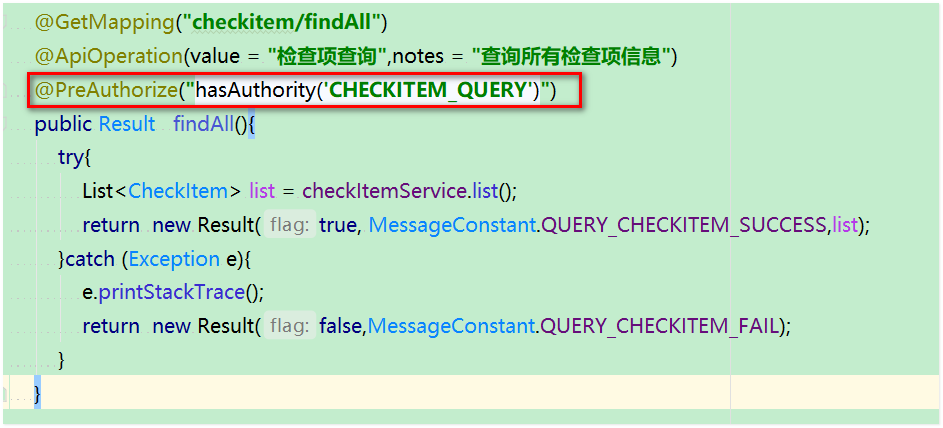 @GetMapping("checkitem/findAll")
@ApiOperation(value = "检查项查询",notes = "查询所有检查项信息")
@PreAuthorize("hasAuthority('CHECKITEM_QUERY')")
public Result findAll(){
try{
List<CheckItem> list = checkItemService.list();
return new Result( flag: true, MessageConstant.QUERY_CHECKITEM_SUCCESS,list);
}catch (Exception e){
e.printStackTrace();
return new Result( flag: false,MessageConstant.QUERY_CHECKITEM_FAIL);
}
}